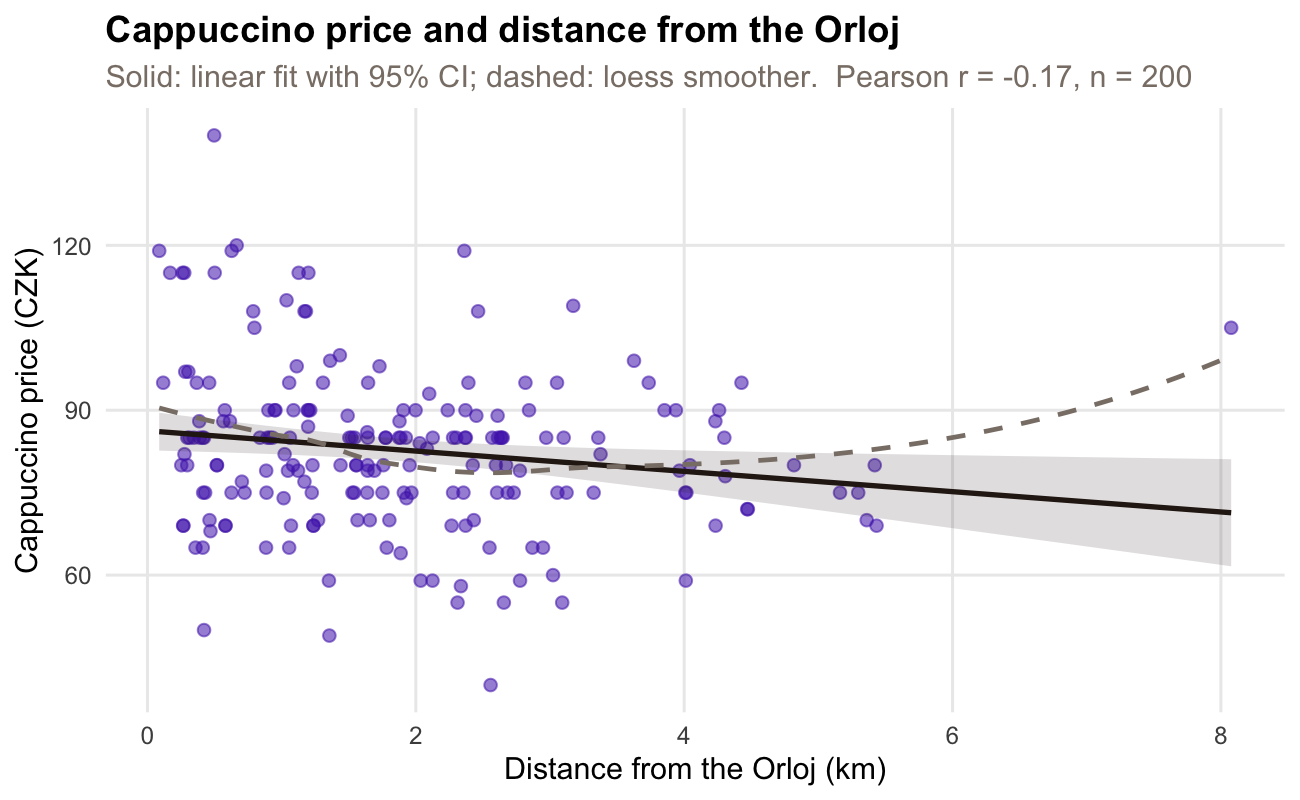 Cappuccino price and distance from the Orloj
Solid: linear fit with 95% CI; dashed: loess smoother.  Pearson r = -0.17, n = 200
Cappuccino price (CZK)
120
90
60
0
2
4
6
8
Distance from the Orloj (km)